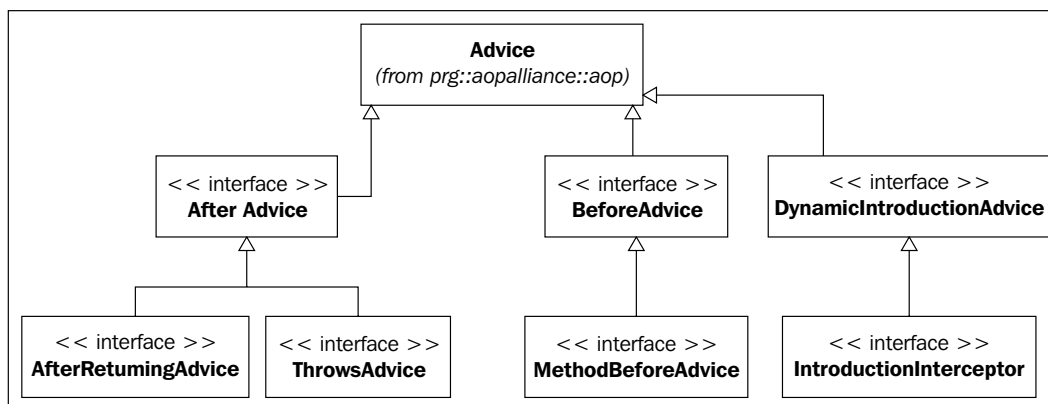 Advice
(from prg::aopalliance::aop)
<< interface >>
After Advice
<< interface >>
BeforeAdvice
<< interface >>
DynamicIntroductionAdvice
<< interface >>
AfterRetumingAdvice
<< interface >>
ThrowsAdvice
<< interface >>
MethodBeforeAdvice
<< interface >>
IntroductionInterceptor